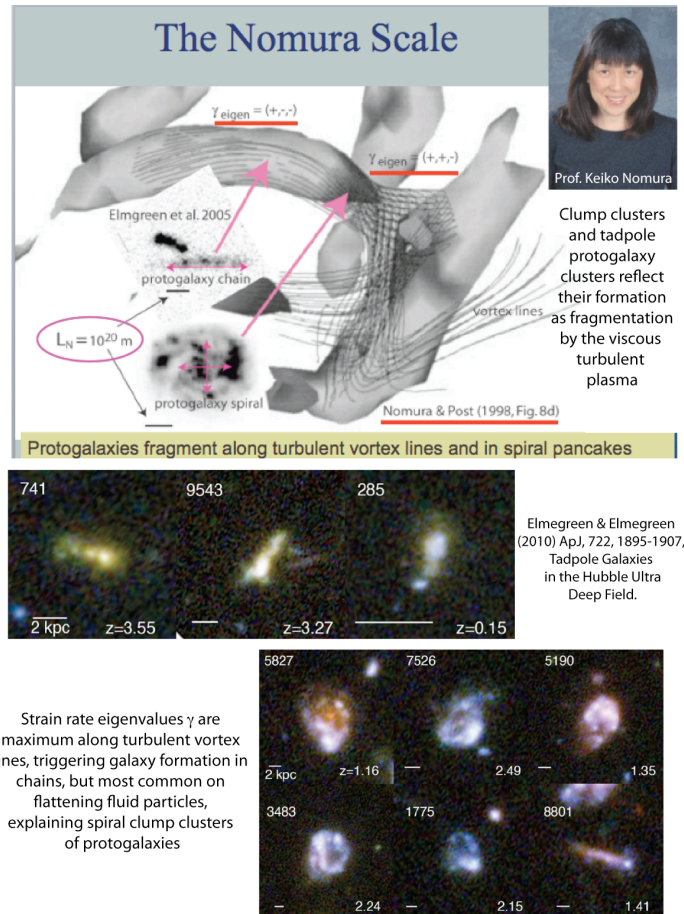 The Nomura Scale
γ eigen = (+,-,-)
γ eigen = (+,+,-)
Prof. Keiko Nomura
Elmgreen et al. 2005
protogalaxy chain
L_N = 10^20 m
protogalaxy spiral
vortex lines
Nomura & Post (1998, Fig. 8d)
Clump clusters
and tadpole
protogalaxy
clusters reflect
their formation
as fragmentation
by the viscous
turbulent
plasma
Protogalaxies fragment along turbulent vortex lines and in spiral pancakes
741
2 kpc
z=3.55
9543
z=3.27
285
z=0.15
Elmegreen & Elmegreen
(2010) ApJ, 722, 1895-1907,
Tadpole Galaxies
in the Hubble Ultra
Deep Field.
Strain rate eigenvalues γ are
maximum along turbulent vortex
nes, triggering galaxy formation in
chains, but most common on
flattening fluid particles,
explaining spiral clump clusters
of protogalaxies
5827
2 kpc
z=1.16
7526
2.49
5190
1.35
3483
2.24
1775
2.15
8801
1.41